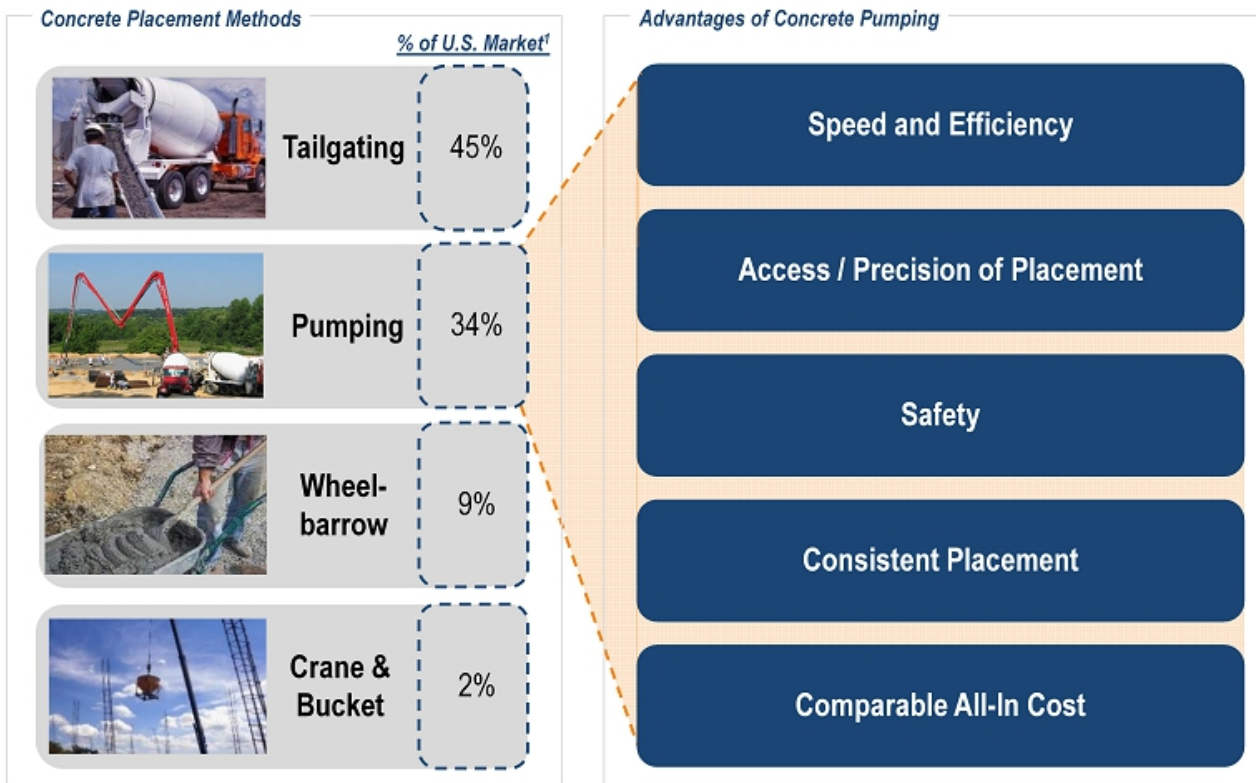 Concrete Placement Methods
% of U.S. Market¹
Tailgating
45%
Pumping
34%
Wheel-
barrow
9%
Crane &
Bucket
2%
Advantages of Concrete Pumping
Speed and Efficiency
Access / Precision of Placement
Safety
Consistent Placement
Comparable All-In Cost